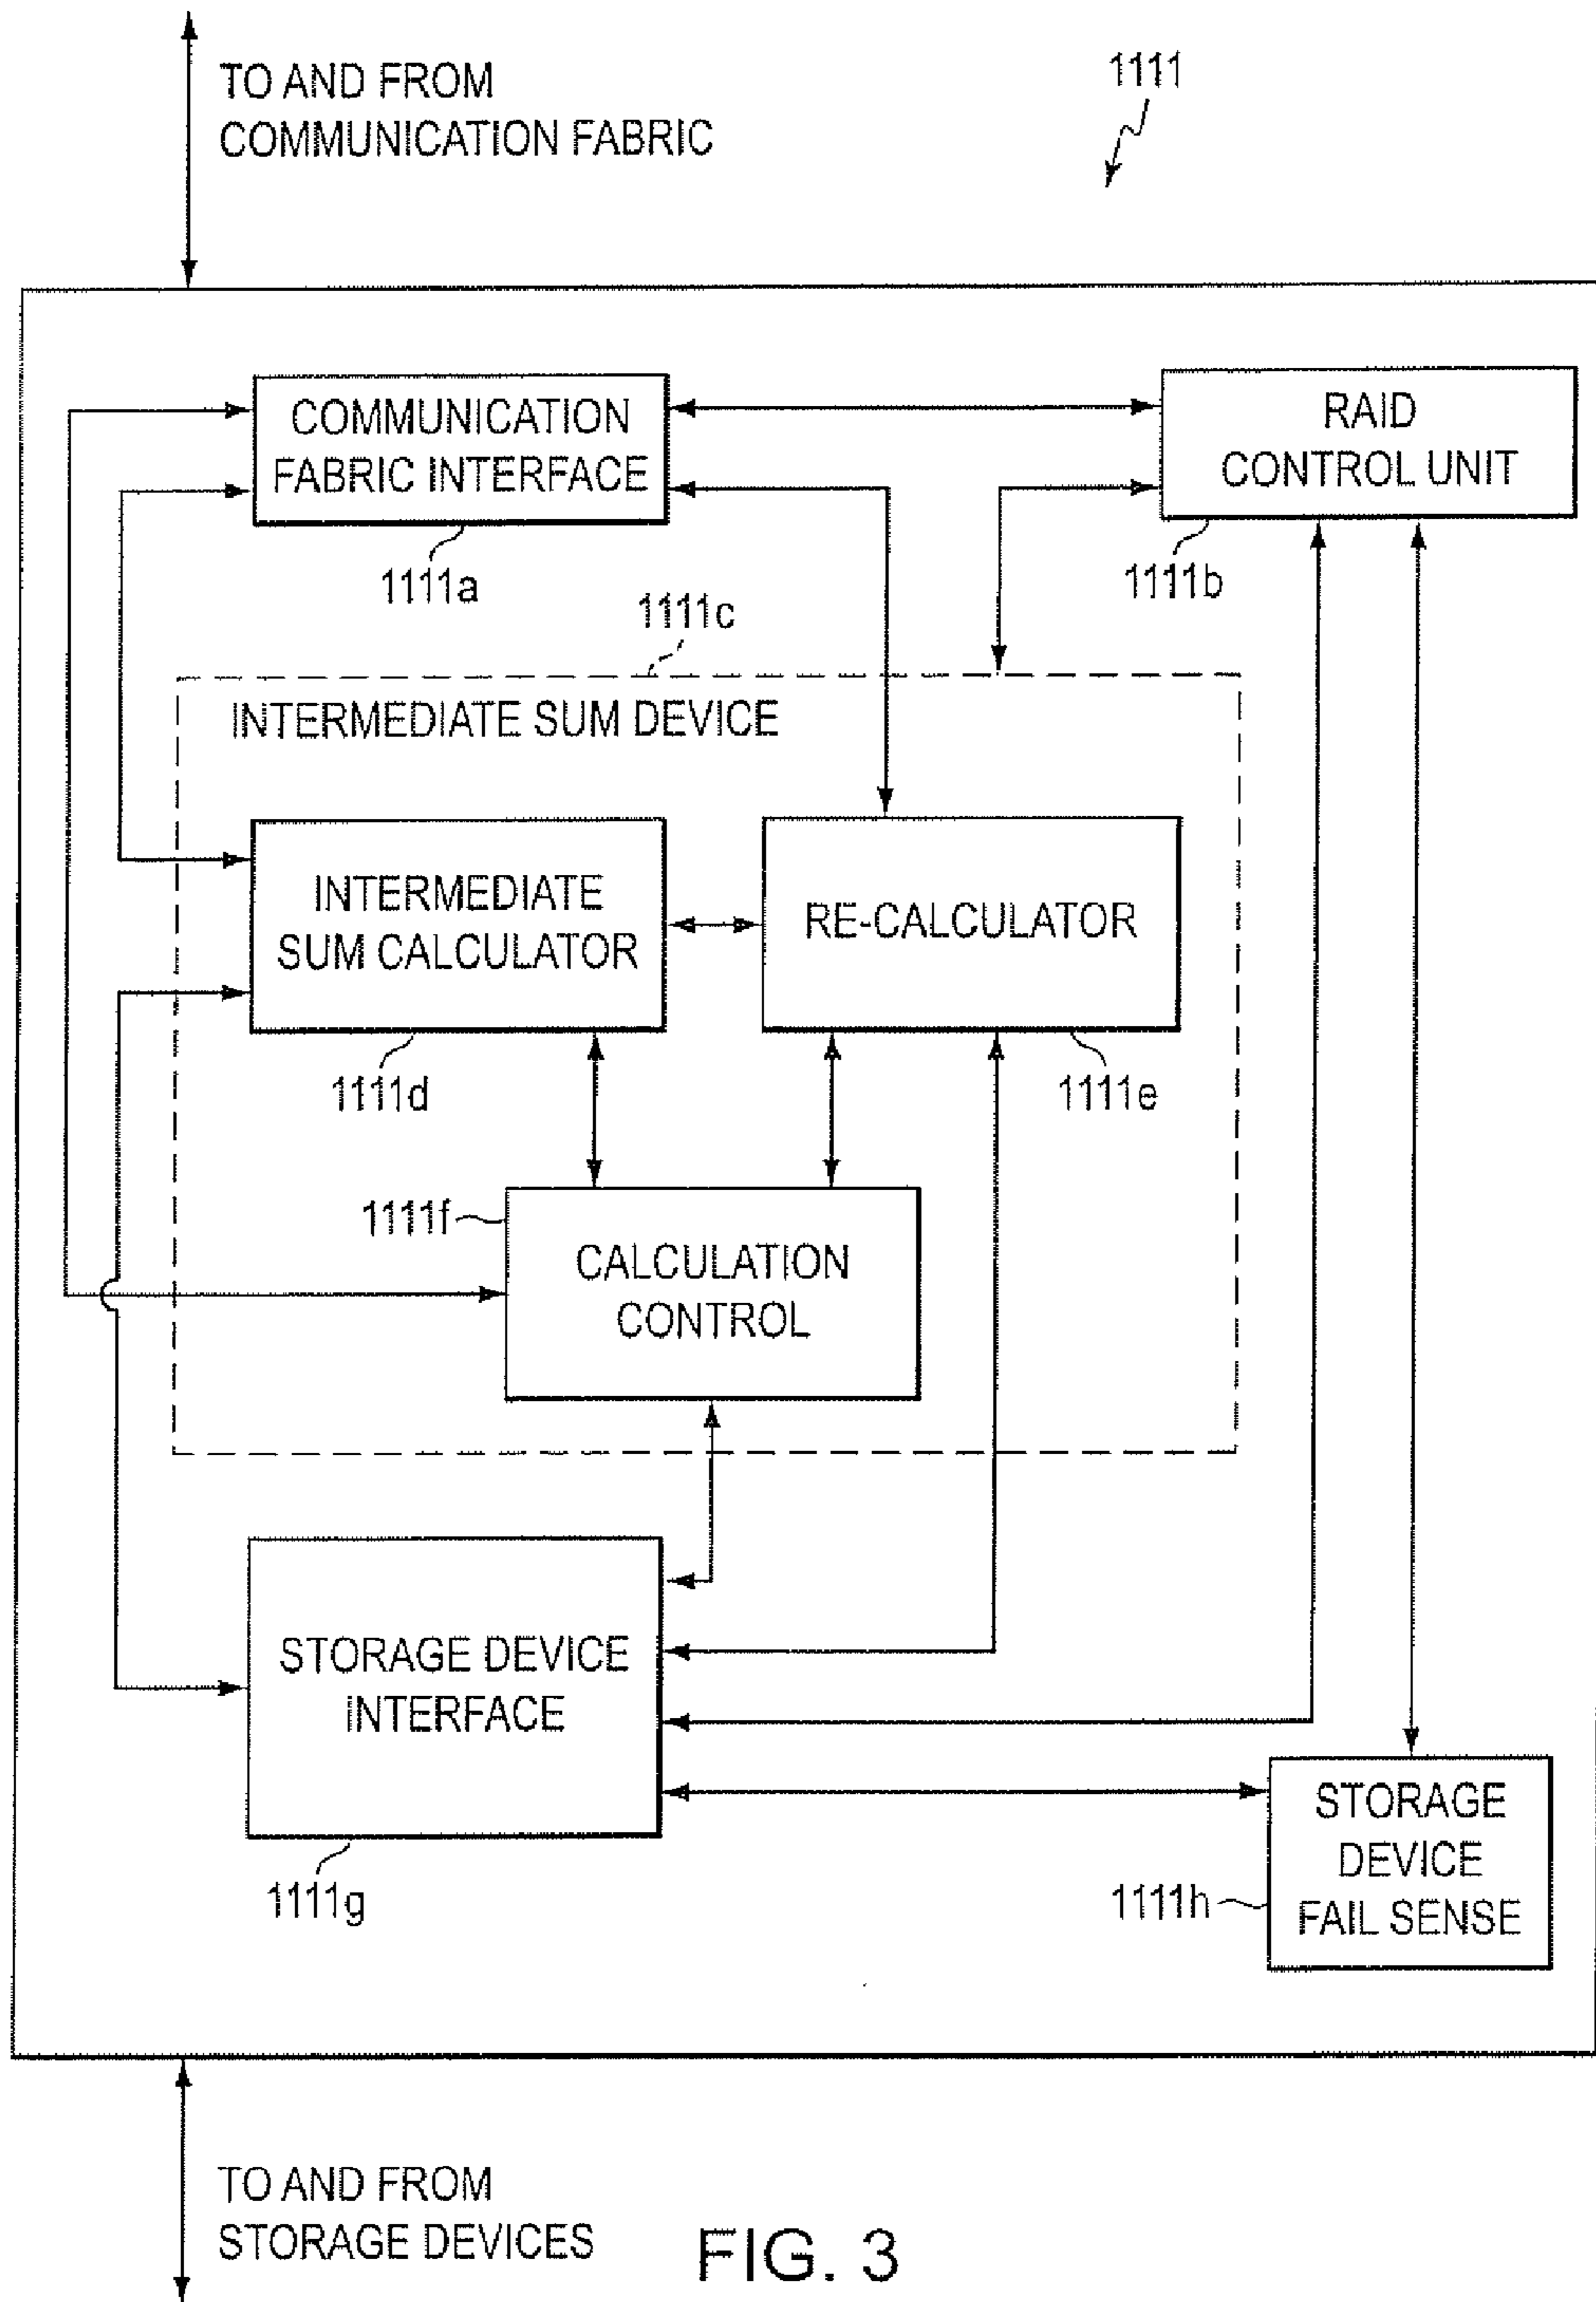 TO AND FROM
COMMUNICATION FABRIC
1111
COMMUNICATION
FABRIC INTERFACE
1111a
RAID
CONTROL UNIT
1111b
1111c
INTERMEDIATE SUM DEVICE
INTERMEDIATE
SUM CALCULATOR
1111d
RE-CALCULATOR
1111e
1111f
CALCULATION
CONTROL
STORAGE DEVICE
INTERFACE
1111g
STORAGE
DEVICE
FAIL SENSE
1111h
TO AND FROM
STORAGE DEVICES
FIG. 3